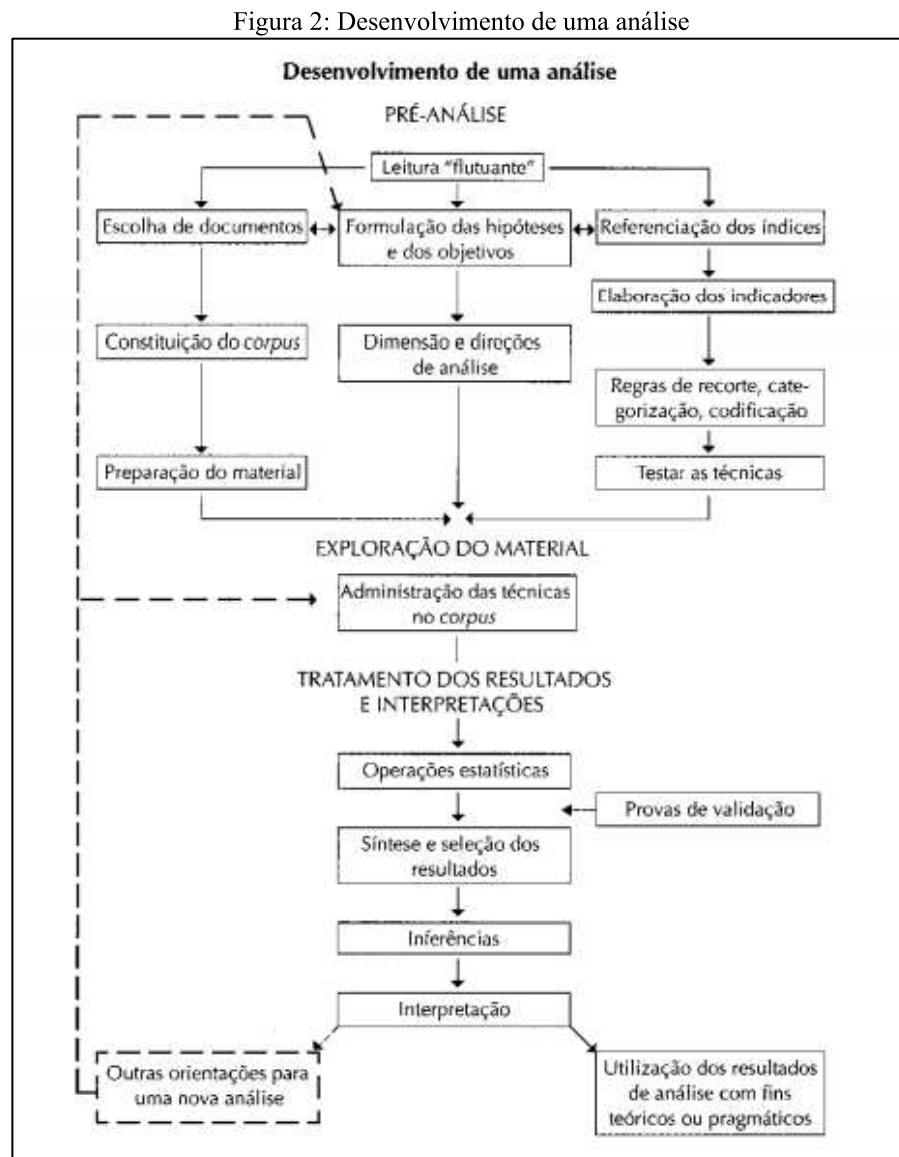 Figura 2: Desenvolvimento de uma análise
Desenvolvimento de uma análise
PRÉ-ANÁLISE
Leitura "flutuante"
Escolha de documentos
Formulação das hipóteses
e dos objetivos
Referenciação dos índices
Elaboração dos indicadores
Constituição do corpus
Dimensão e direções
de análise
Regras de recorte, cate-
gorização, codificação
Preparação do material
Testar as técnicas
EXPLORAÇÃO DO MATERIAL
Administração das técnicas
no corpus
TRATAMENTO DOS RESULTADOS
E INTERPRETAÇÕES
Operações estatísticas
Provas de validação
Síntese e seleção dos
resultados
Inferências
Interpretação
Outras orientações para
uma nova análise
Utilização dos resultados
de análise com fins
teóricos ou pragmáticos